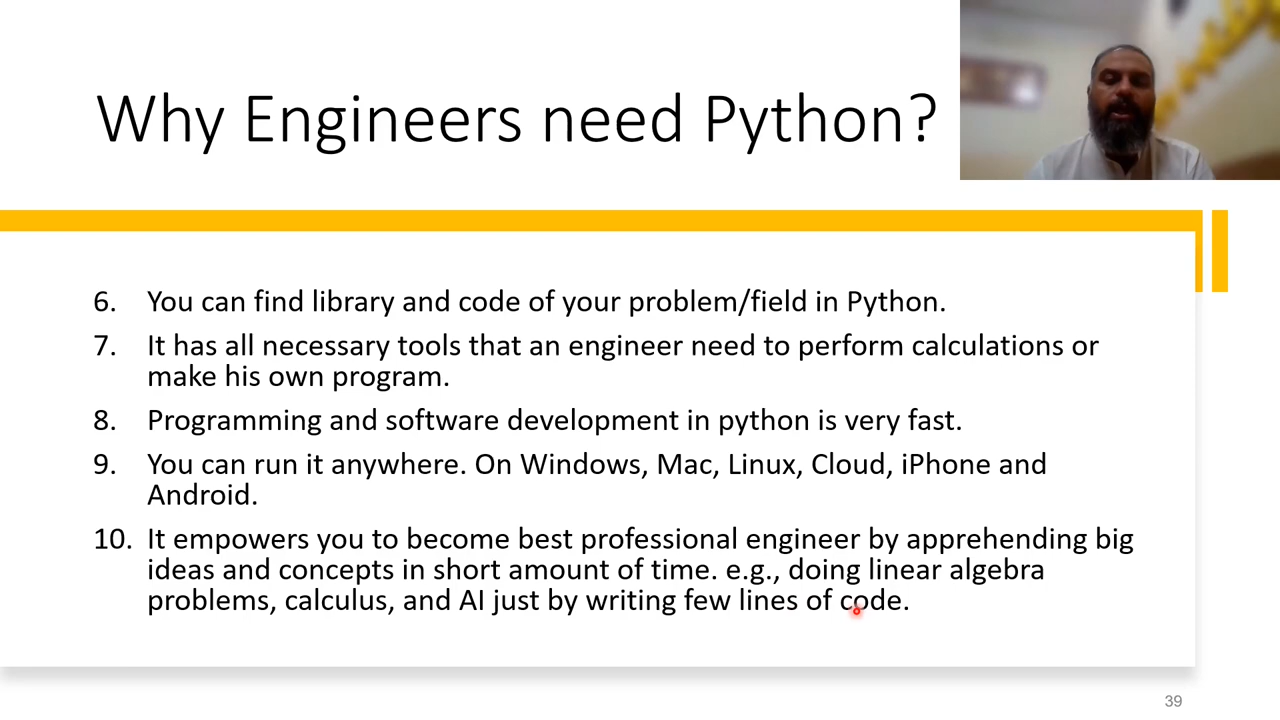 Why Engineers need Python?
6. You can find library and code of your problem/field in Python.
7. It has all necessary tools that an engineer need to perform calculations or
make his own program.
8. Programming and software development in python is very fast.
9. You can run it anywhere. On Windows, Mac, Linux, Cloud, iPhone and
Android.
10. It empowers you to become best professional engineer by apprehending big
ideas and concepts in short amount of time. e.g., doing linear algebra
problems, calculus, and AI just by writing few lines of code.
39